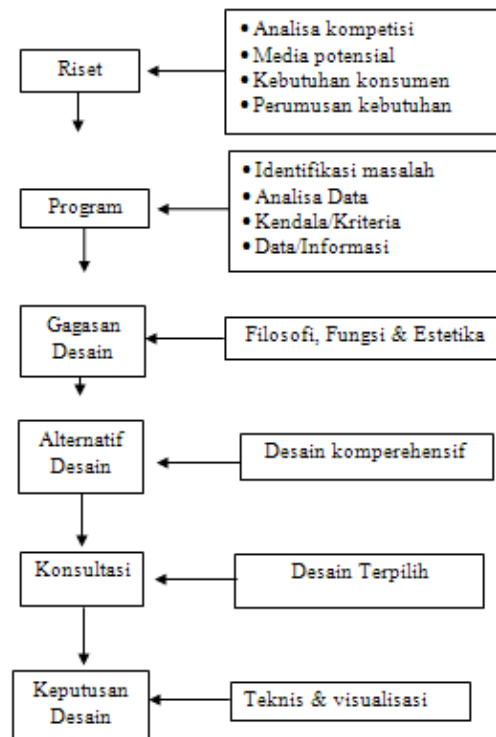 • Analisa kompetisi
• Media potensial
• Kebutuhan konsumen
• Perumusan kebutuhan
Riset
• Identifikasi masalah
• Analisa Data
• Kendala/Kriteria
• Data/Informasi
Program
Gagasan
Desain
Filosofi, Fungsi & Estetika
Alternatif
Desain
Desain komperehensif
Konsultasi
Desain Terpilih
Keputusan
Desain
Teknis & visualisasi